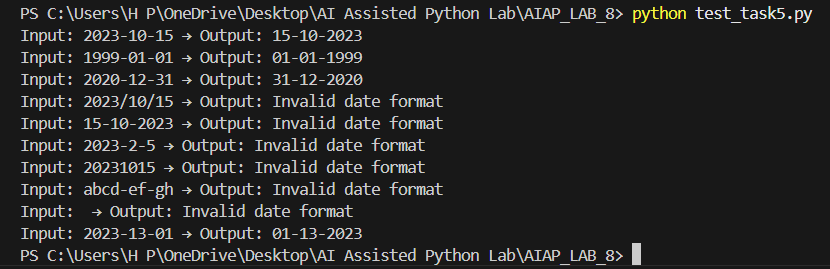 PS C:\Users\H P\OneDrive\Desktop\AI Assisted Python Lab\AIAP_LAB_8> python test_task5.py
Input: 2023-10-15 → Output: 15-10-2023
Input: 1999-01-01 → Output: 01-01-1999
Input: 2020-12-31 → Output: 31-12-2020
Input: 2023/10/15 → Output: Invalid date format
Input: 15-10-2023 → Output: Invalid date format
Input: 2023-2-5 → Output: Invalid date format
Input: 20231015 → Output: Invalid date format
Input: abcd-ef-gh → Output: Invalid date format
Input:  → Output: Invalid date format
Input: 2023-13-01 → Output: 01-13-2023
PS C:\Users\H P\OneDrive\Desktop\AI Assisted Python Lab\AIAP_LAB_8>